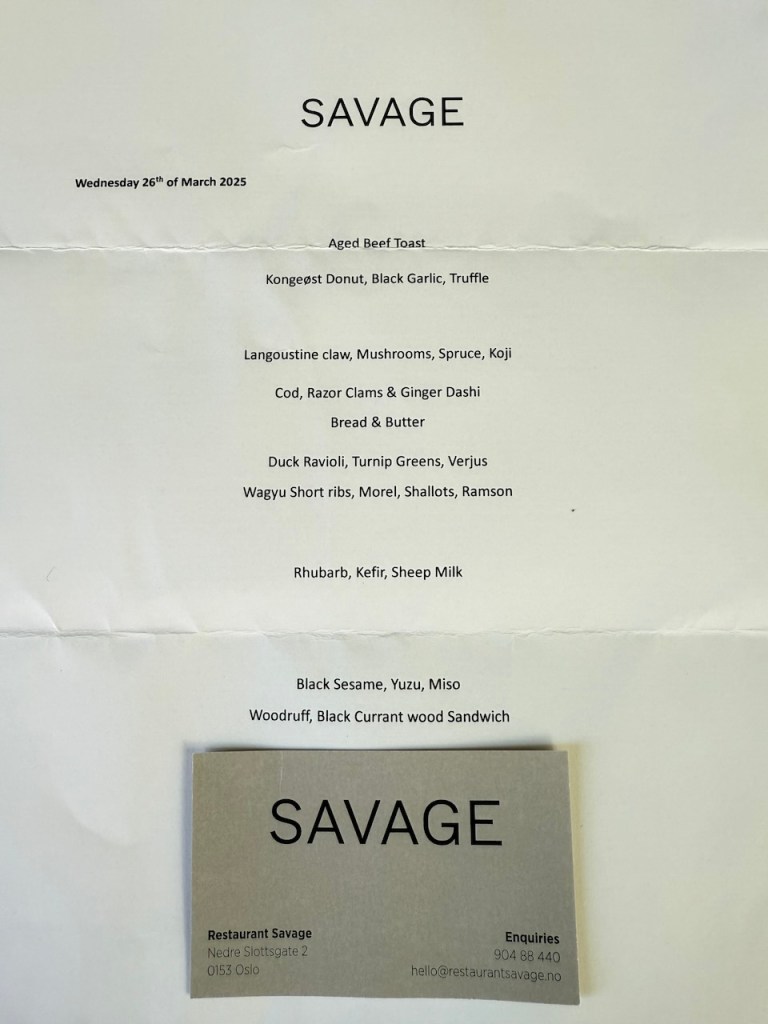 SAVAGE
Wednesday 26th of March 2025
Aged Beef Toast
Kongeøst Donut, Black Garlic, Truffle
Langoustine claw, Mushrooms, Spruce, Koji
Cod, Razor Clams & Ginger Dashi
Bread & Butter
Duck Ravioli, Turnip Greens, Verjus
Wagyu Short ribs, Morel, Shallots, Ramson
Rhubarb, Kefir, Sheep Milk
Black Sesame, Yuzu, Miso
Woodruff, Black Currant wood Sandwich
SAVAGE
Restaurant Savage
Nedre Slottsgate 2
0153 Oslo
Enquiries
904 88 440
hello@restaurantsavage.no